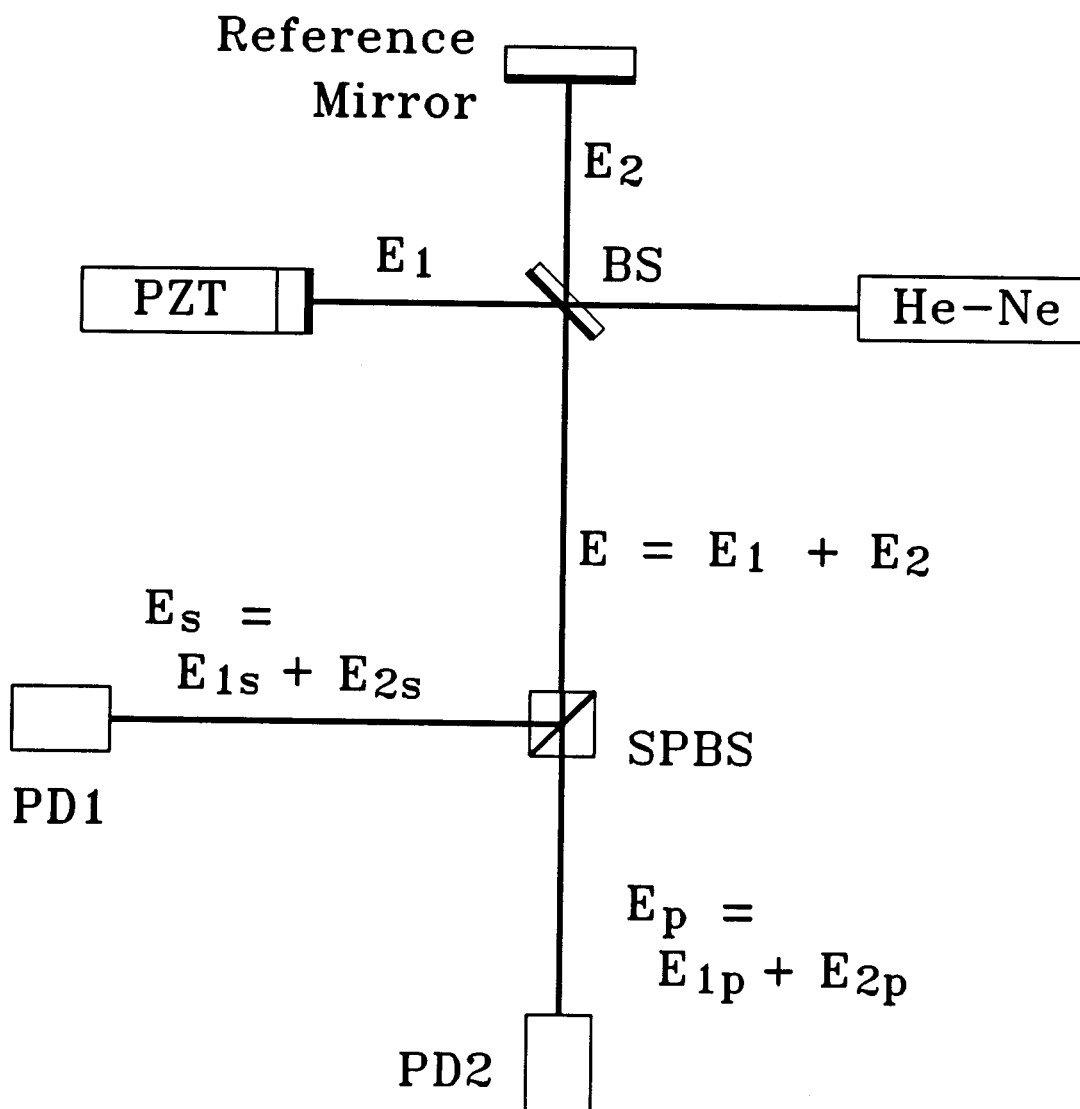 Reference
Mirror
E2
E1
BS
PZT
He-Ne
E = E1 + E2
Es =
E1s + E2s
SPBS
PD1
Ep =
E1p + E2p
PD2